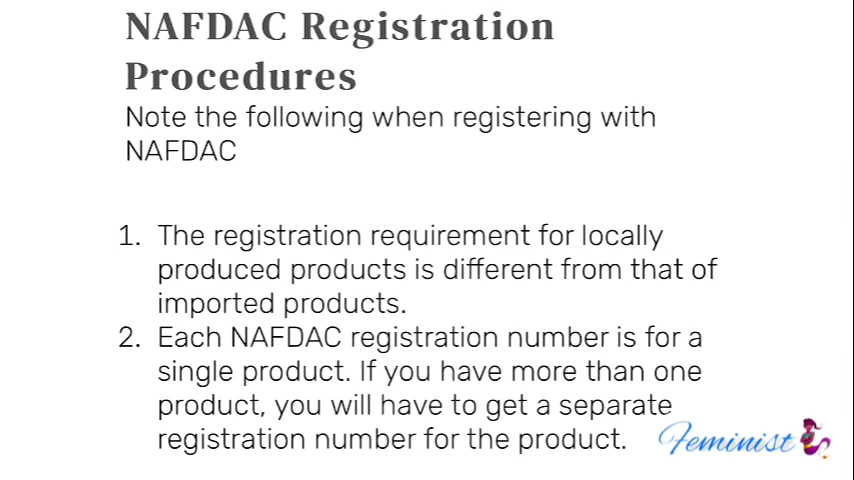 NAFDAC Registration
Procedures
Note the following when registering with
NAFDAC
1. The registration requirement for locally
produced products is different from that of
imported products.
2. Each NAFDAC registration number is for a
single product. If you have more than one
product, you will have to get a separate
registration number for the product.
Feminist